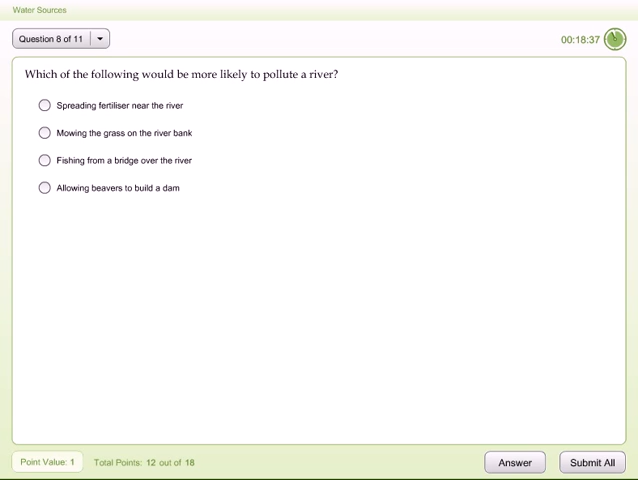 Water Sources
Question 8 of 11
00:18:37
Which of the following would be more likely to pollute a river?
Spreading fertiliser near the river
Mowing the grass on the river bank
Fishing from a bridge over the river
Allowing beavers to build a dam
Point Value: 1
Total Points: 12 out of 18
Answer
Submit All